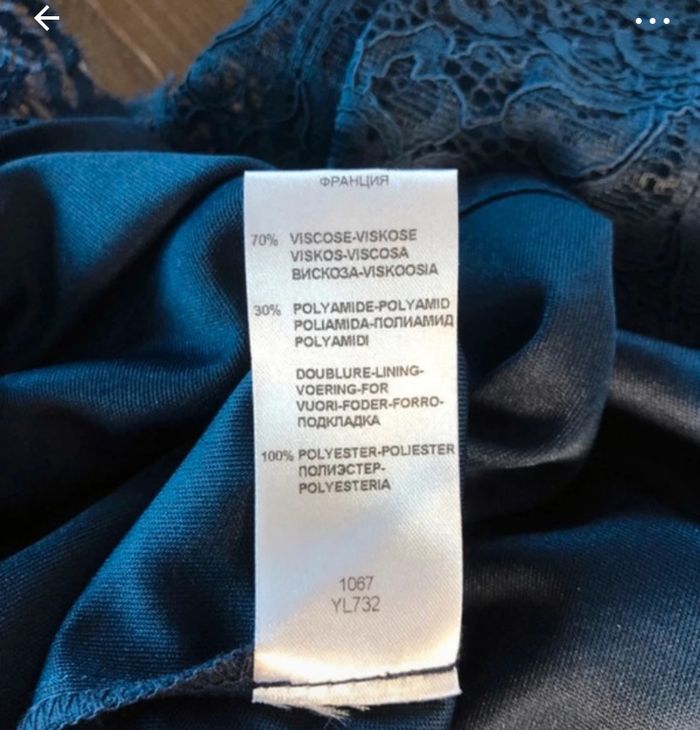 ФРАНЦИЯ
70% VISCOSE-VISKOSE
VISKOS-VISCOSA
ВИСКОЗА-VISKOOSIA
30% POLYAMIDE-POLYAMID
POLIAMIDA-ПОЛИАМИД
POLYAMIDI
DOUBLURE-LINING-
VOERING-FOR
VUORI-FODER-FORRO-
ПОДКЛАДКА
100% POLYESTER-POLIESTER
ПОЛИЭСТЕР-
POLYESTERIA
1067
YL732